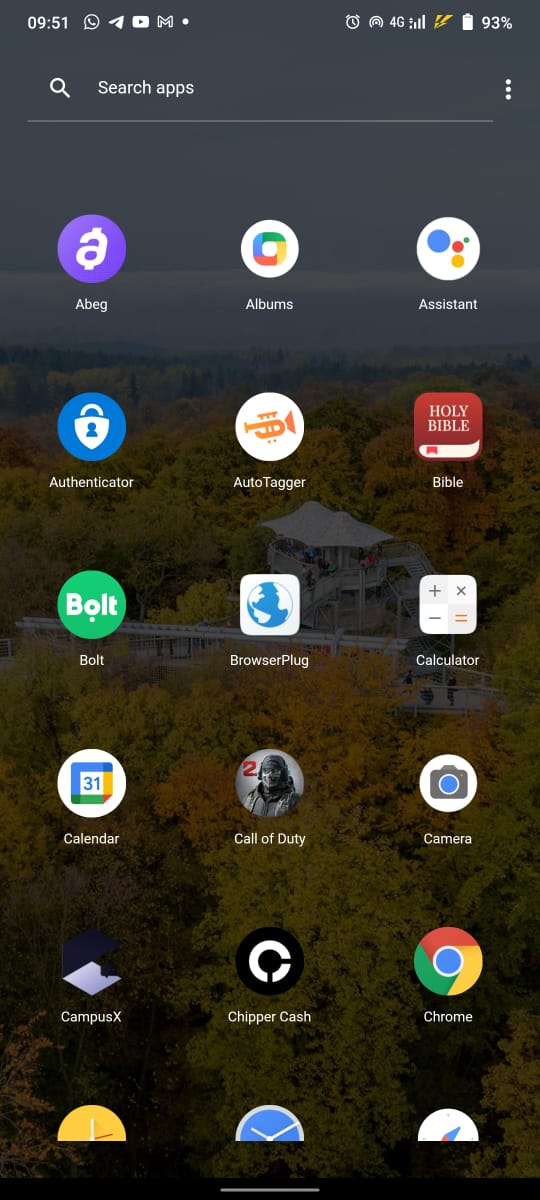 09:51 4G 93%
Search apps
a
Abeg Albums Assistant
HOLY
BIBLE
Authenticator AutoTagger Bible
Bolt
Bolt BrowserPlug Calculator
31
2
Calendar Call of Duty Camera
CampusX Chipper Cash Chrome